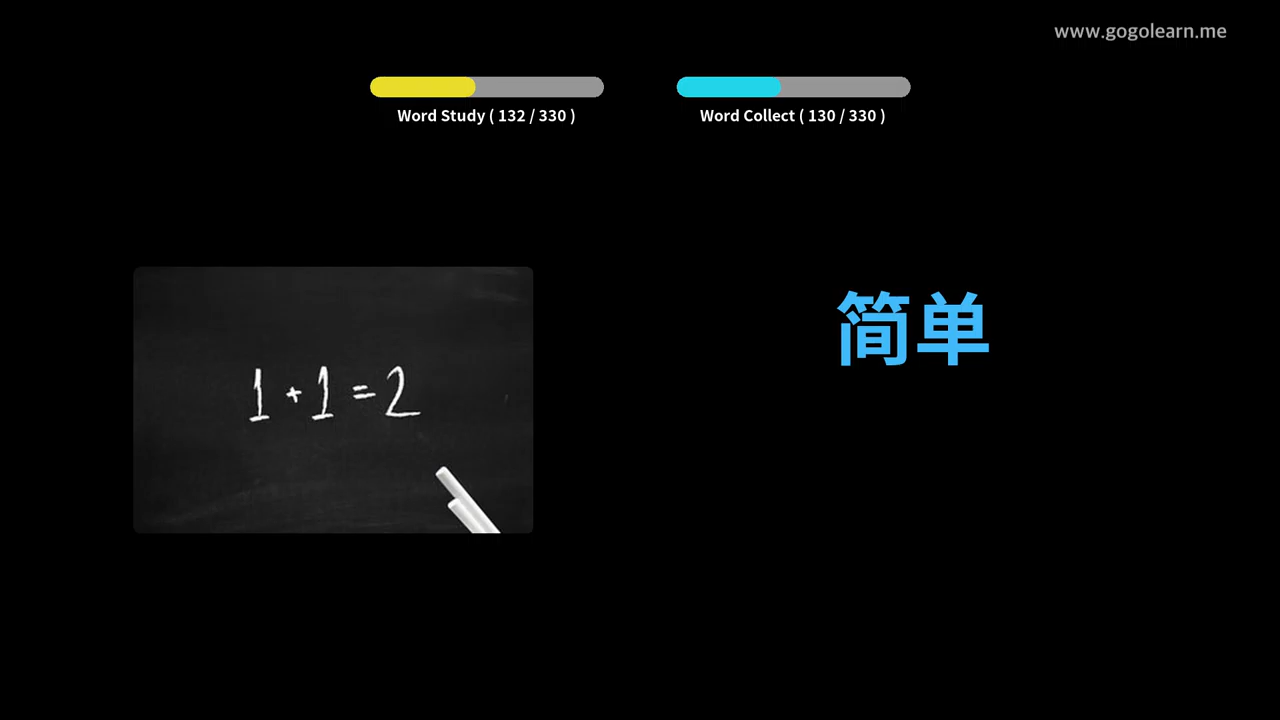 www.gogolearn.me
Word Study ( 132 / 330 )
Word Collect ( 130 / 330 )
1 + 1 = 2
简单